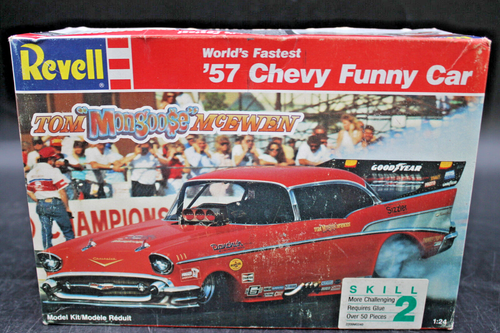 Revell
World's Fastest
'57 Chevy Funny Car
TOM "Mongoo$e" McEWEN
GOODYEAR
CHAMPIONS
SKILL
2
More Challenging
Requires Glue
Over 50 Pieces
Model Kit/Modèle Réduit
1:24